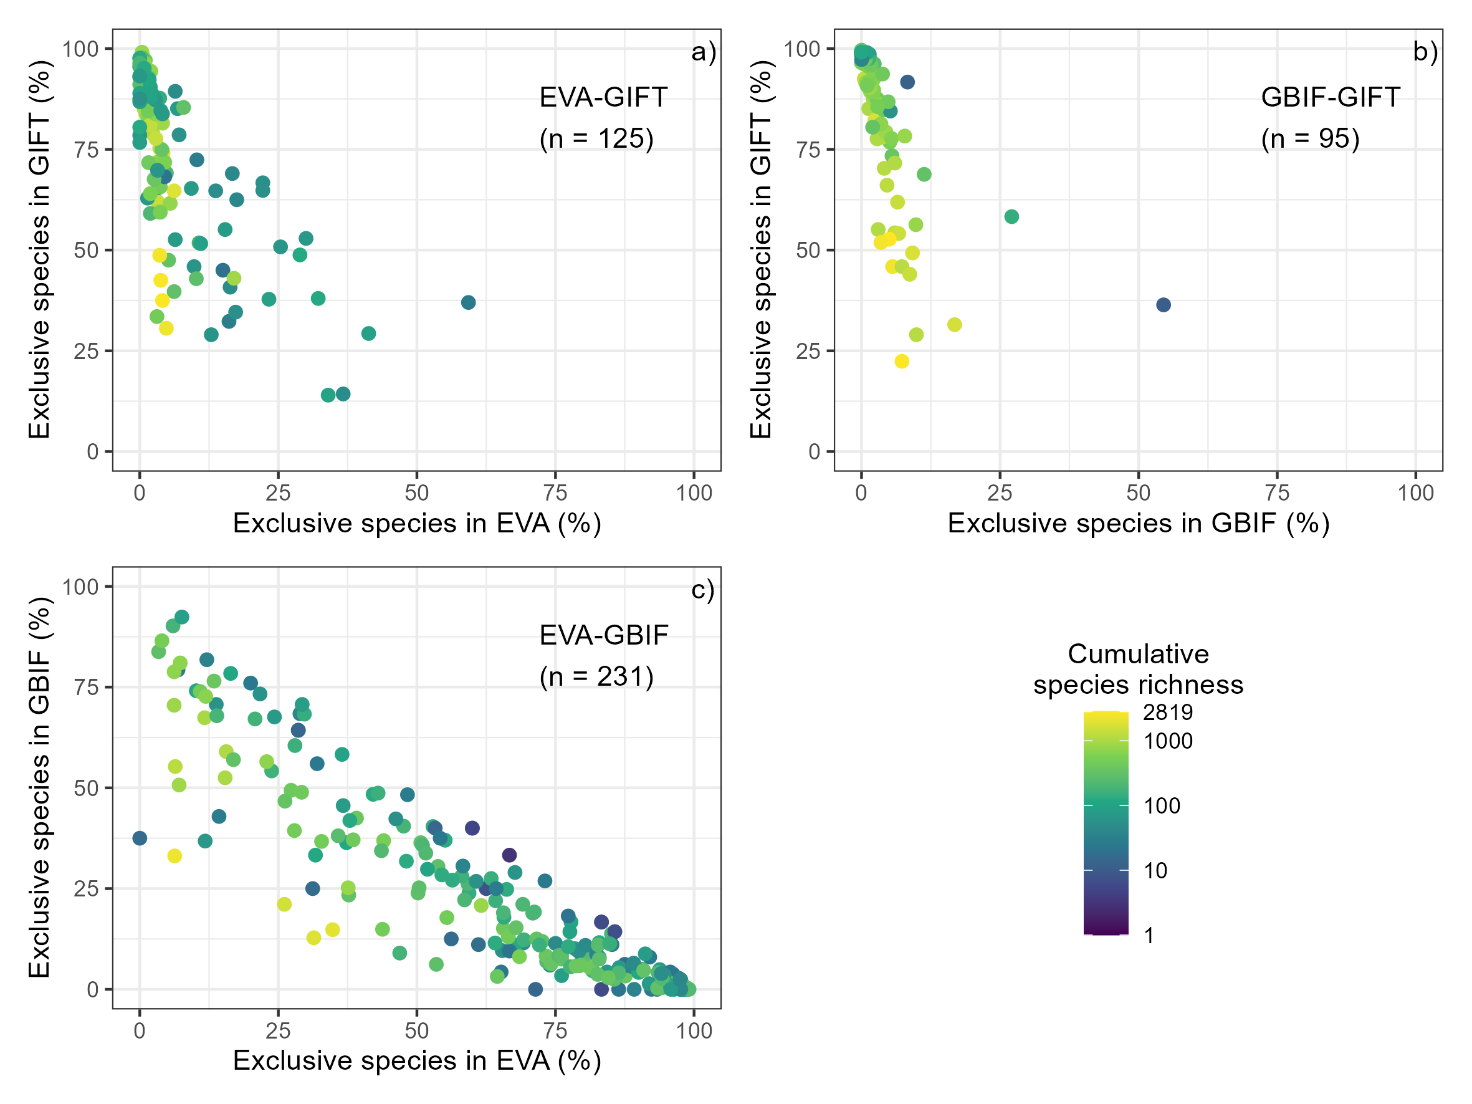 a)
EVA-GIFT
(n = 125)
Exclusive species in GIFT (%)
100
75
50
25
0
0 25 50 75 100
Exclusive species in EVA (%)
b)
GBIF-GIFT
(n = 95)
Exclusive species in GIFT (%)
100
75
50
25
0
0 25 50 75 100
Exclusive species in GBIF (%)
c)
EVA-GBIF
(n = 231)
Exclusive species in GBIF (%)
100
75
50
25
0
0 25 50 75 100
Exclusive species in EVA (%)
Cumulative
species richness
2819
1000
100
10
1